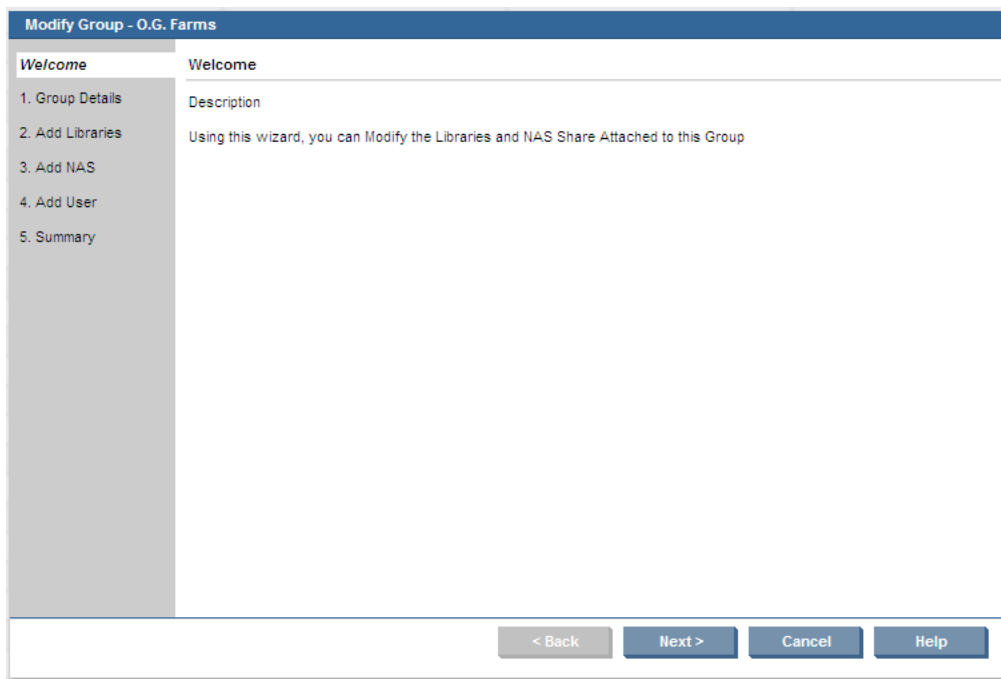 Modify Group - O.G. Farms
Welcome
1. Group Details
2. Add Libraries
3. Add NAS
4. Add User
5. Summary
Welcome
Description
Using this wizard, you can Modify the Libraries and NAS Share Attached to this Group
< Back
Next >
Cancel
Help